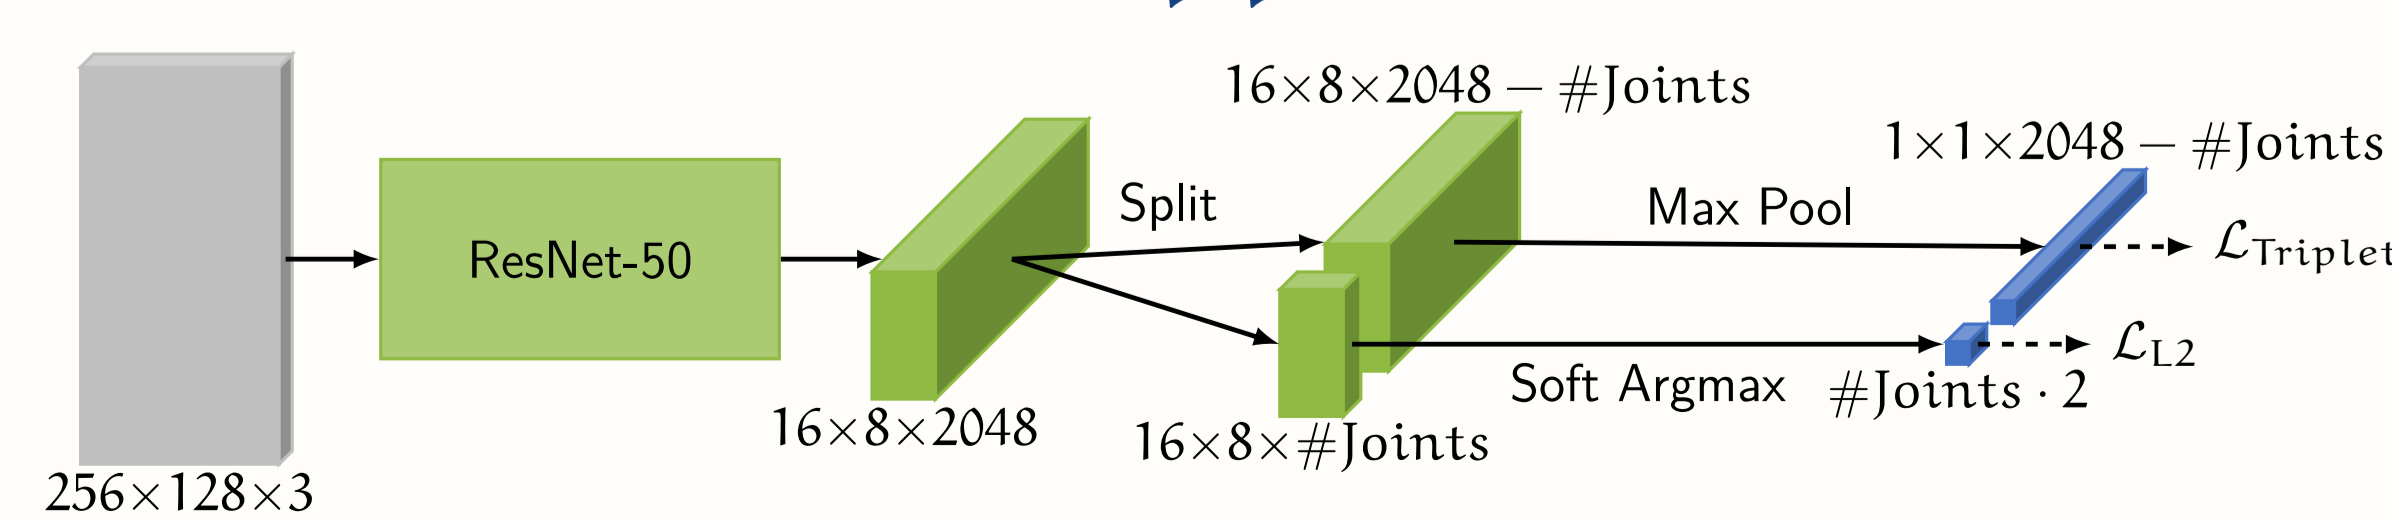 16×8×2048 − #Joints
1×1×2048 − #Joints
Split
Max Pool
ResNet-50
ℒTriplet
ℒL2
Soft Argmax
#Joints · 2
16×8×2048
16×8×#Joints
256×128×3